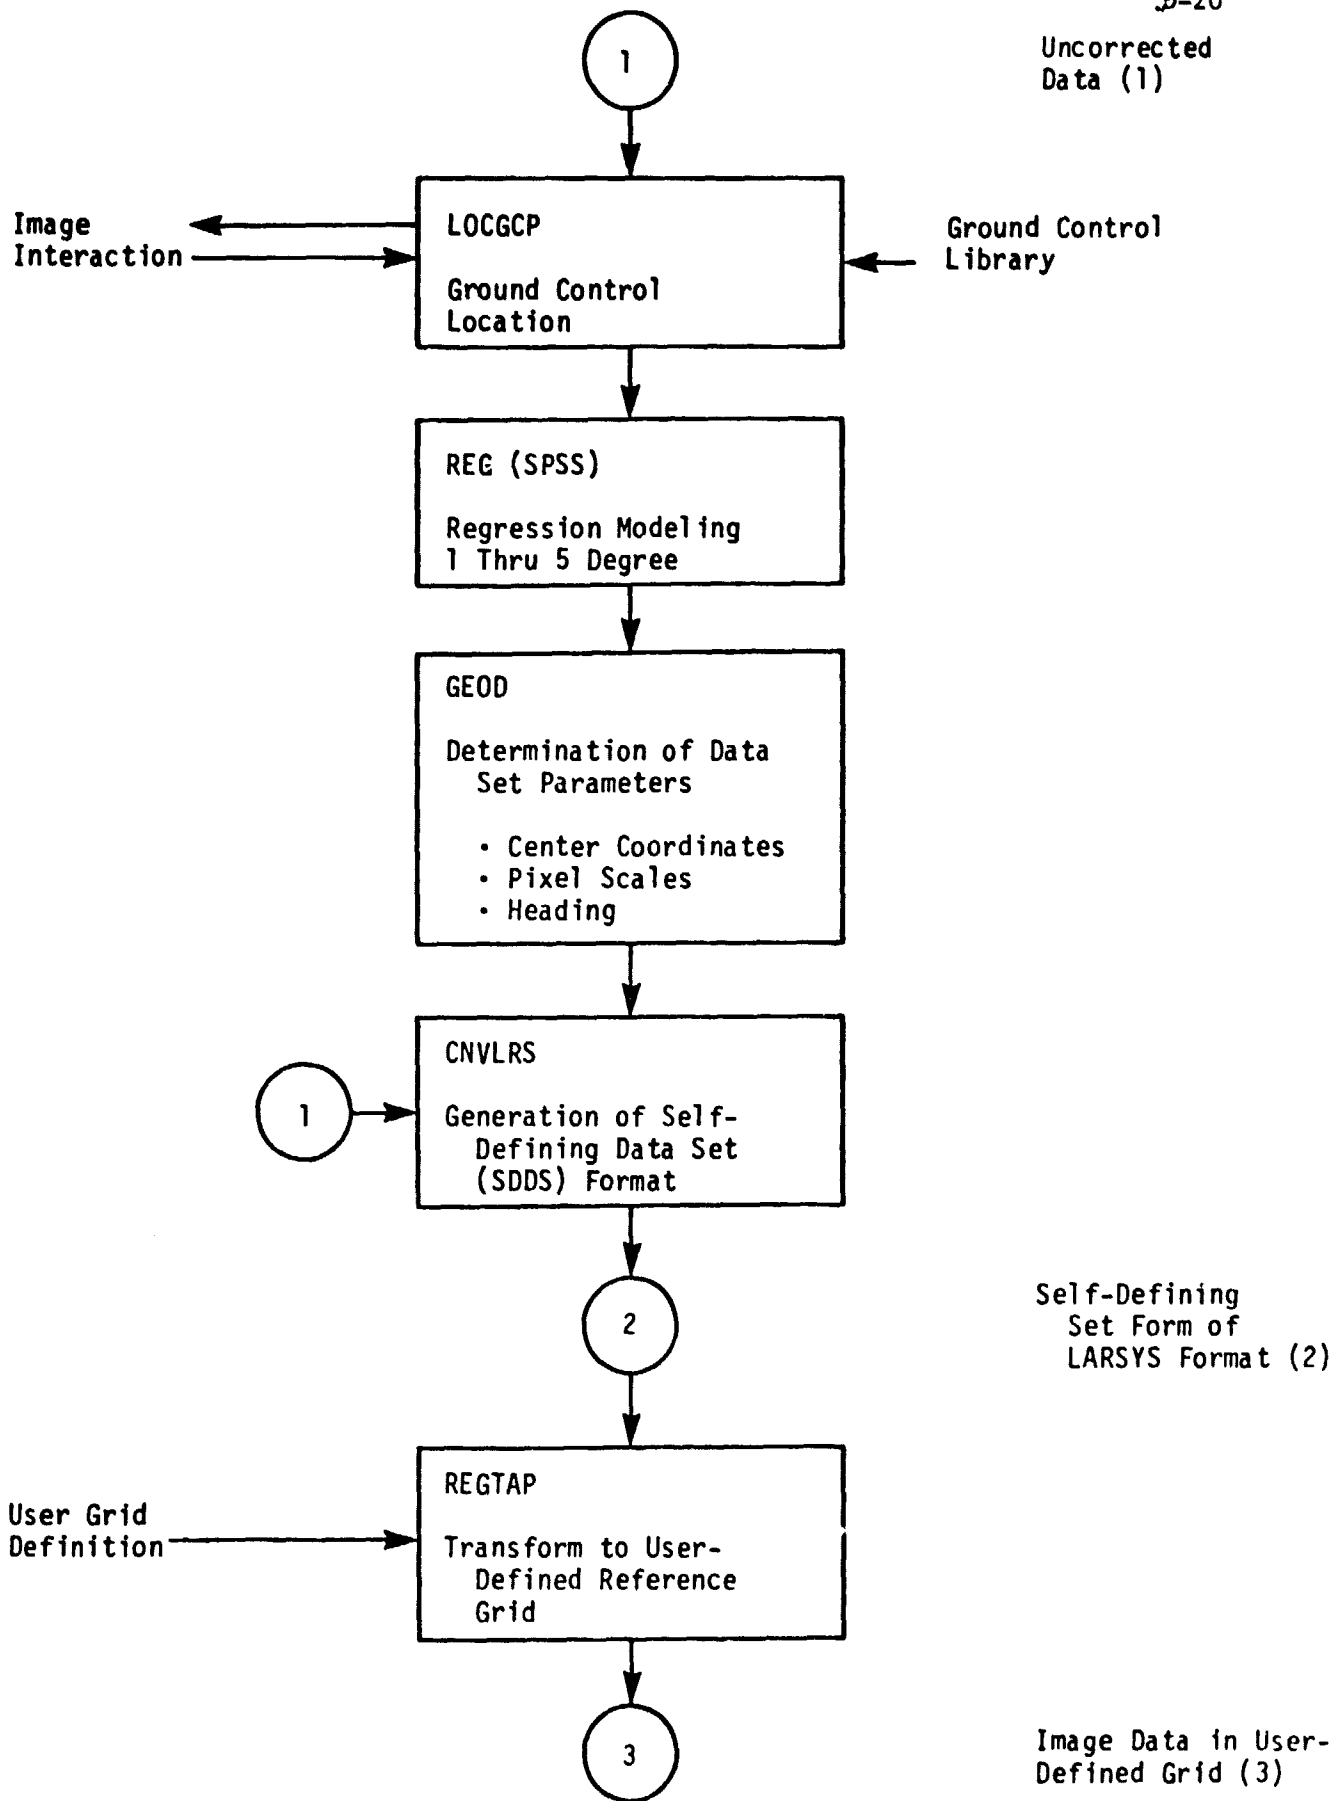 1
Uncorrected
Data (1)
Image
Interaction
LOCGCP
Ground Control
Location
Ground Control
Library
REG (SPSS)
Regression Modeling
1 Thru 5 Degree
GEOD
Determination of Data
Set Parameters
· Center Coordinates
· Pixel Scales
· Heading
1
CNVLRS
Generation of Self-
Defining Data Set
(SDDS) Format
2
Self-Defining
Set Form of
LARSYS Format (2)
User Grid
Definition
REGTAP
Transform to User-
Defined Reference
Grid
3
Image Data in User-
Defined Grid (3)